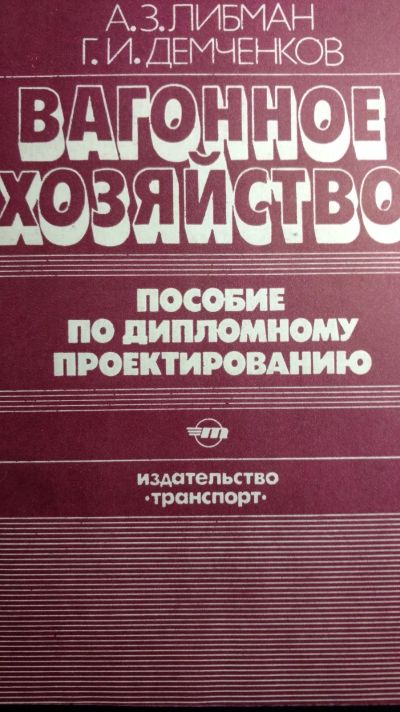 А.З.ЛИБМАН
Г.И.ДЕМЧЕНКОВ
ВАГОННОЕ
ХОЗЯЙСТВО
ПОСОБИЕ
ПО ДИПЛОМНОМУ
ПРОЕКТИРОВАНИЮ
т
издательство
•транспорт•